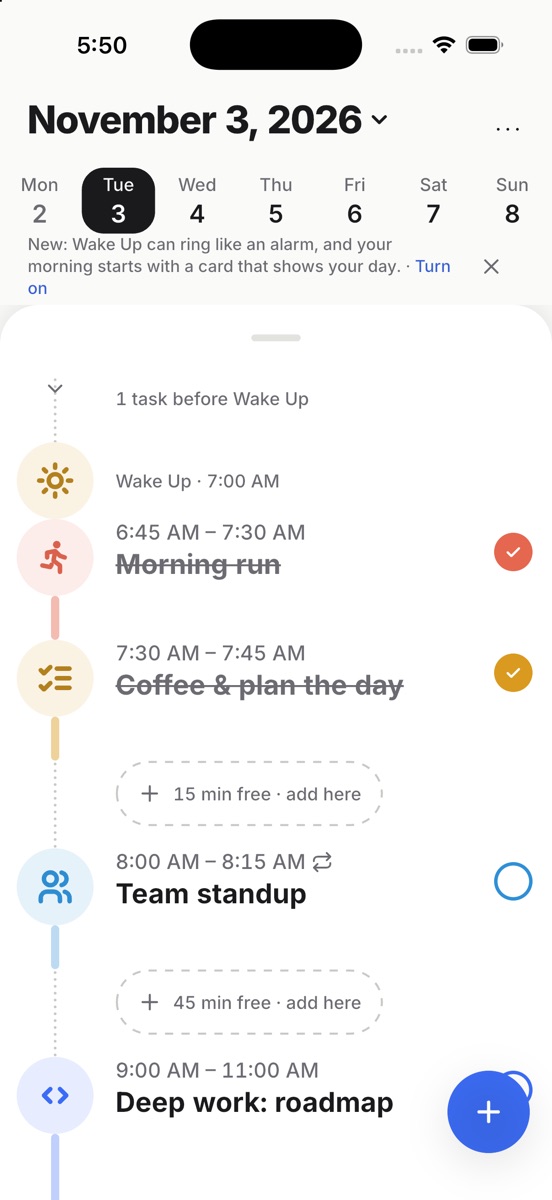 5:50
November 3, 2026
...
Mon Tue Wed Thu Fri Sat Sun
2 3 4 5 6 7 8
New: Wake Up can ring like an alarm, and your
morning starts with a card that shows your day. · Turn
on
1 task before Wake Up
Wake Up · 7:00 AM
6:45 AM – 7:30 AM
Morning run
7:30 AM – 7:45 AM
Coffee & plan the day
+ 15 min free · add here
8:00 AM – 8:15 AM
Team standup
+ 45 min free · add here
9:00 AM – 11:00 AM
Deep work: roadmap
+